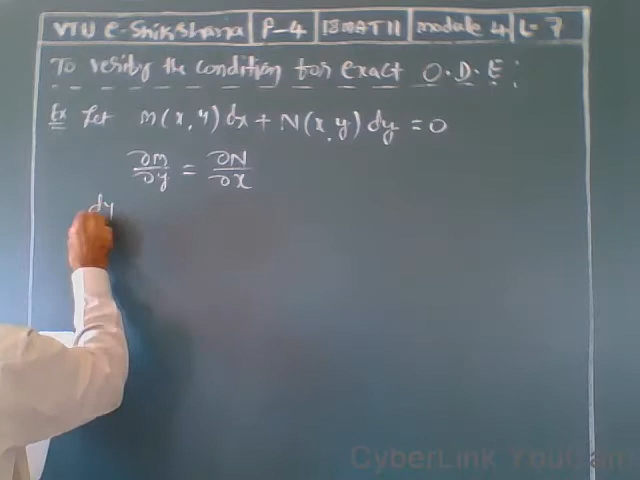 VTU e-Shikshana P-4 18MAT11 module 4 L-7
To verify the condition for exact O.D.E:
Ex Let M(x,y)dx + N(x,y)dy = 0
∂M/∂y = ∂N/∂x
dy
CyberLink YouCam